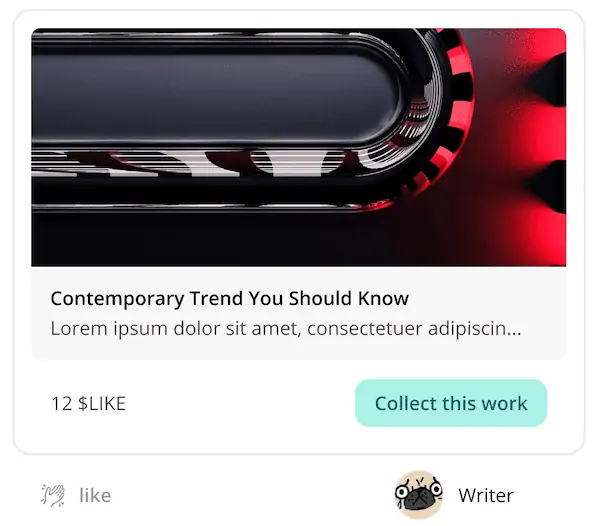 Contemporary Trend You Should Know
Lorem ipsum dolor sit amet, consectetuer adipiscin...
12 $LIKE
Collect this work
like
Writer